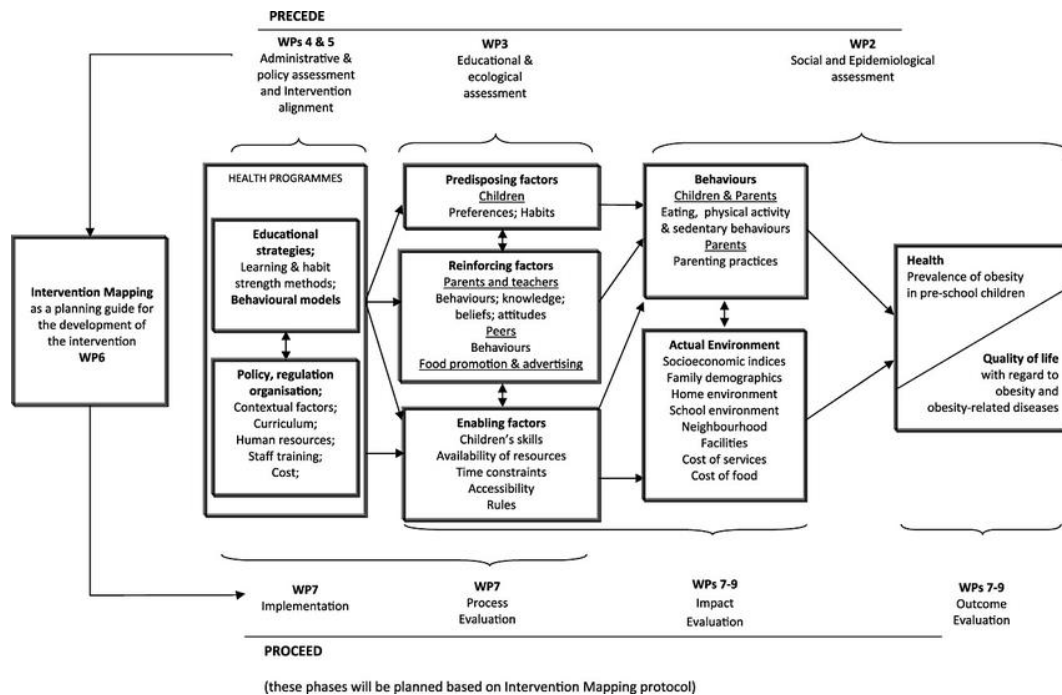 PRECEDE
WPs 4 & 5
Administrative &
policy assessment
and Intervention
alignment
WP3
Educational &
ecological
assessment
WP2
Social and Epidemiological
assessment
Intervention Mapping
as a planning guide for
the development of
the intervention
WP6
HEALTH PROGRAMMES
Educational
strategies;
Learning & habit
strength methods;
Behavioural models
Policy, regulation
organisation;
Contextual factors;
Curriculum;
Human resources;
Staff training;
Cost;
Predisposing factors
Children
Preferences; Habits
Reinforcing factors
Parents and teachers
Behaviours; knowledge;
beliefs; attitudes
Peers
Behaviours
Food promotion & advertising
Enabling factors
Children's skills
Availability of resources
Time constraints
Accessibility
Rules
Behaviours
Children & Parents
Eating, physical activity
& sedentary behaviours
Parents
Parenting practices
Actual Environment
Socioeconomic indices
Family demographics
Home environment
School environment
Neighbourhood
Facilities
Cost of services
Cost of food
Health
Prevalence of obesity
in pre-school children
Quality of life
with regard to
obesity and
obesity-related diseases
WP7
Implementation
WP7
Process
Evaluation
WPs 7-9
Impact
Evaluation
WPs 7-9
Outcome
Evaluation
PROCEED
(these phases will be planned based on Intervention Mapping protocol)